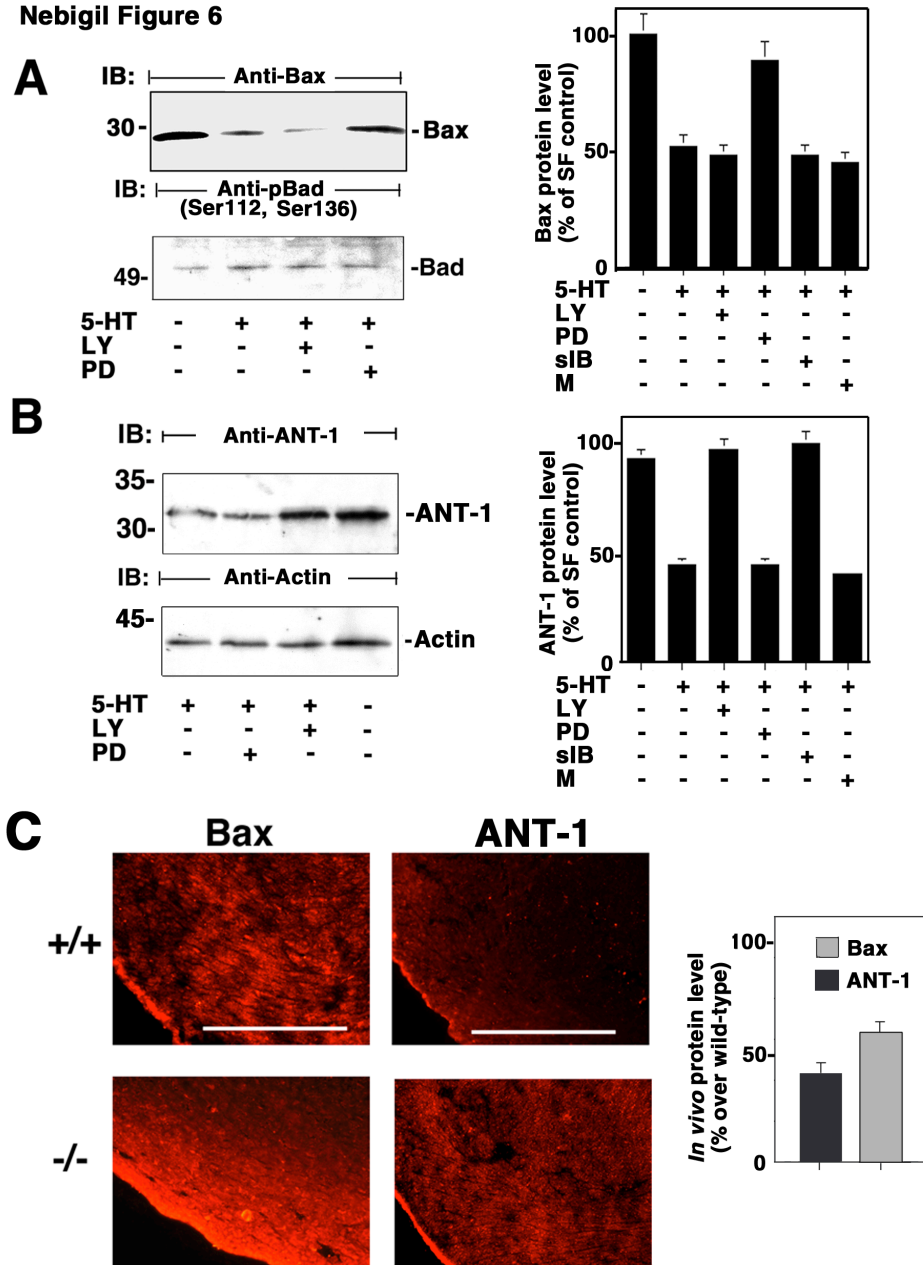 Nebigil Figure 6
A
IB: Anti-Bax
30 -
-Bax
IB: Anti-pBad
(Ser112, Ser136)
49-
-Bad
5-HT - + + +
LY - - + -
PD - - - +
Bax protein level
(% of SF control)
100
50
0
5-HT - + + + + +
LY - - + - - -
PD - - - + - -
sIB - - - - + -
M - - - - - +
B
IB: Anti-ANT-1
35-
30-
-ANT-1
IB: Anti-Actin
45-
-Actin
5-HT + + + -
LY - - + -
PD - + - -
ANT-1 protein level
(% of SF control)
100
50
0
5-HT - + + + + +
LY - - + - - -
PD - - - + - -
sIB - - - - + -
M - - - - - +
C
Bax ANT-1
+/+
-/-
In vivo protein level
(% over wild-type)
100
50
0
Bax
ANT-1